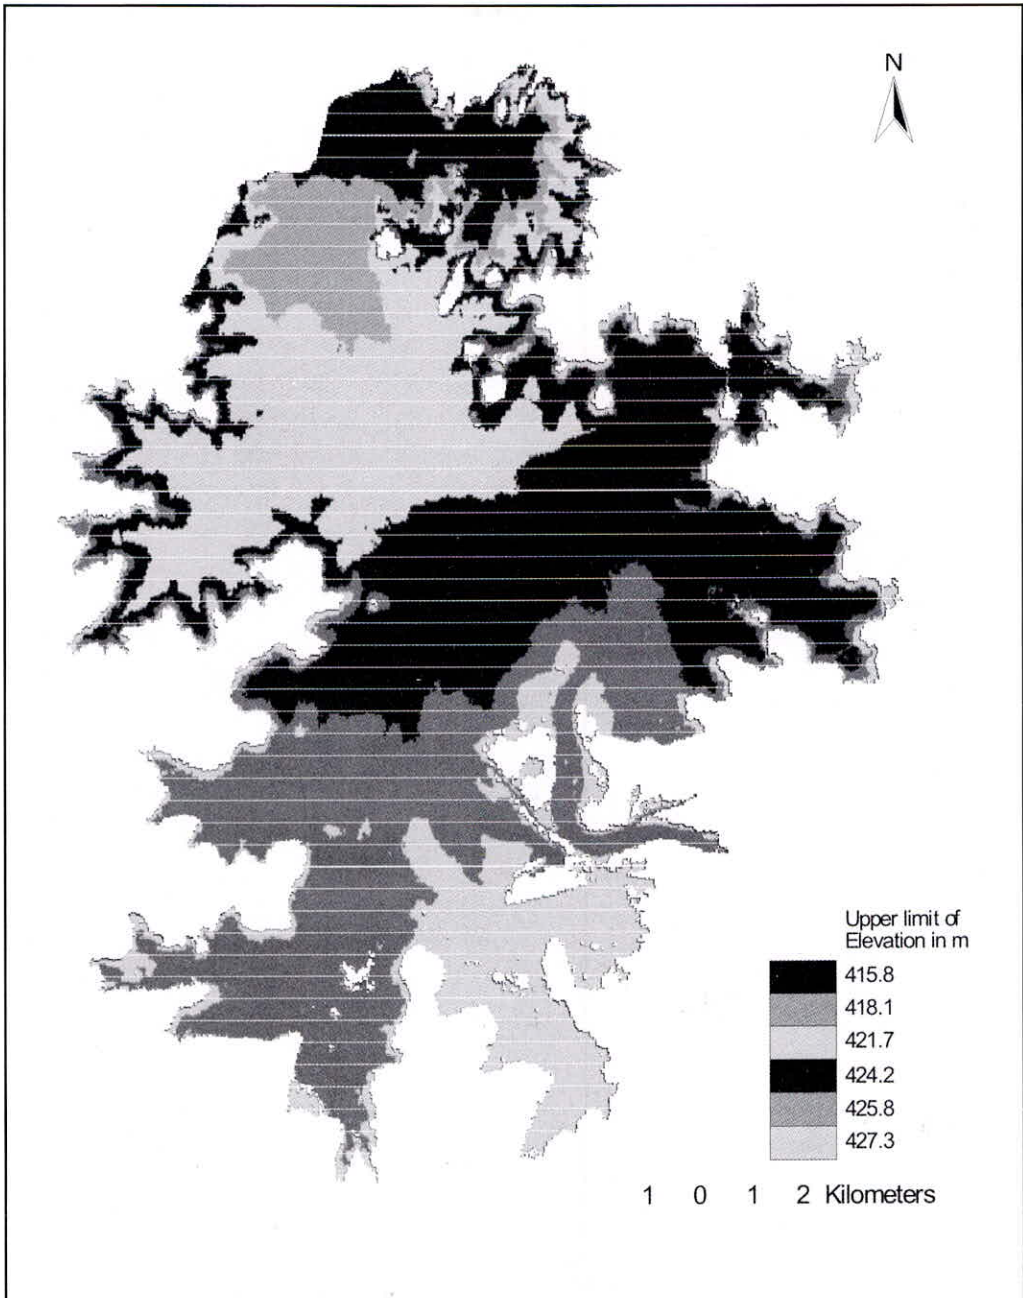 N
Upper limit of
Elevation in m
415.8
418.1
421.7
424.2
425.8
427.3
1 0 1 2 Kilometers